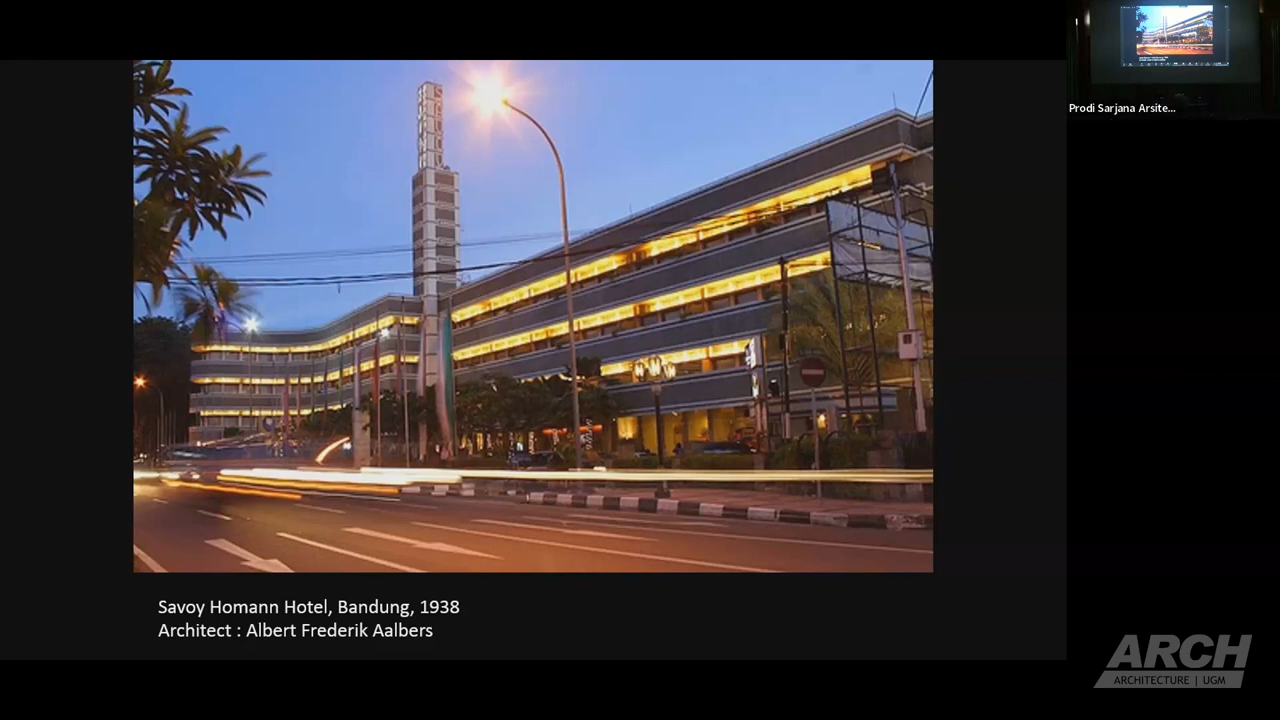 Prodi Sarjana Arsite...
Savoy Homann Hotel, Bandung, 1938
Architect : Albert Frederik Aalbers
ARCH
ARCHITECTURE | UGM